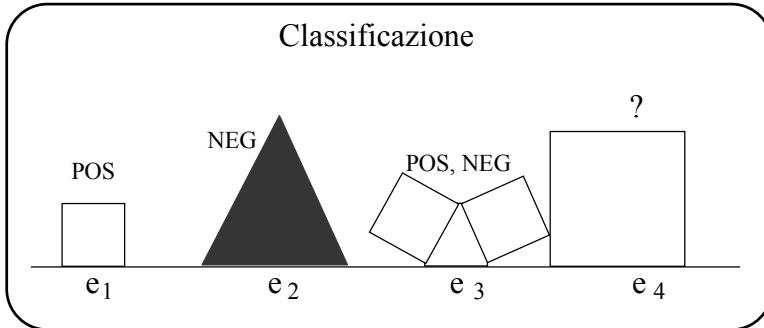 Classificazione
?
NEG
POS, NEG
POS
e1 e2 e3 e4